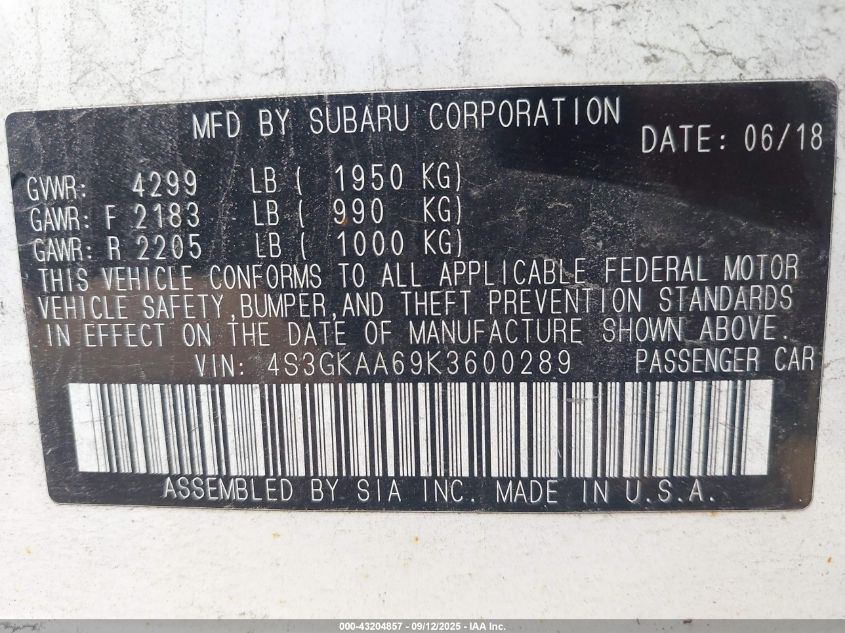 MFD BY SUBARU CORPORATION
DATE: 06/18
GVWR: 4299 LB ( 1950 KG)
GAWR: F 2183 LB ( 990 KG)
GAWR: R 2205 LB ( 1000 KG)
THIS VEHICLE CONFORMS TO ALL APPLICABLE FEDERAL MOTOR
VEHICLE SAFETY,BUMPER,AND THEFT PREVENTION STANDARDS
IN EFFECT ON THE DATE OF MANUFACTURE SHOWN ABOVE.
VIN: 4S3GKAA69K3600289 PASSENGER CAR
ASSEMBLED BY SIA INC. MADE IN U.S.A.
000-43204857 - 09/12/2025 - IAA Inc.